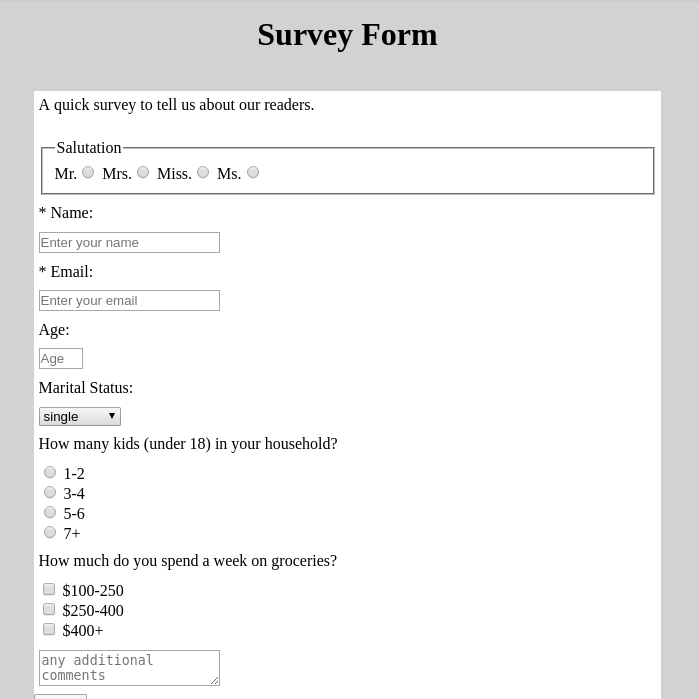 Survey Form
A quick survey to tell us about our readers.
Salutation
Mr. Mrs. Miss. Ms.
* Name:
Enter your name
* Email:
Enter your email
Age:
Age
Marital Status:
single
How many kids (under 18) in your household?
1-2
3-4
5-6
7+
How much do you spend a week on groceries?
$100-250
$250-400
$400+
any additional
comments